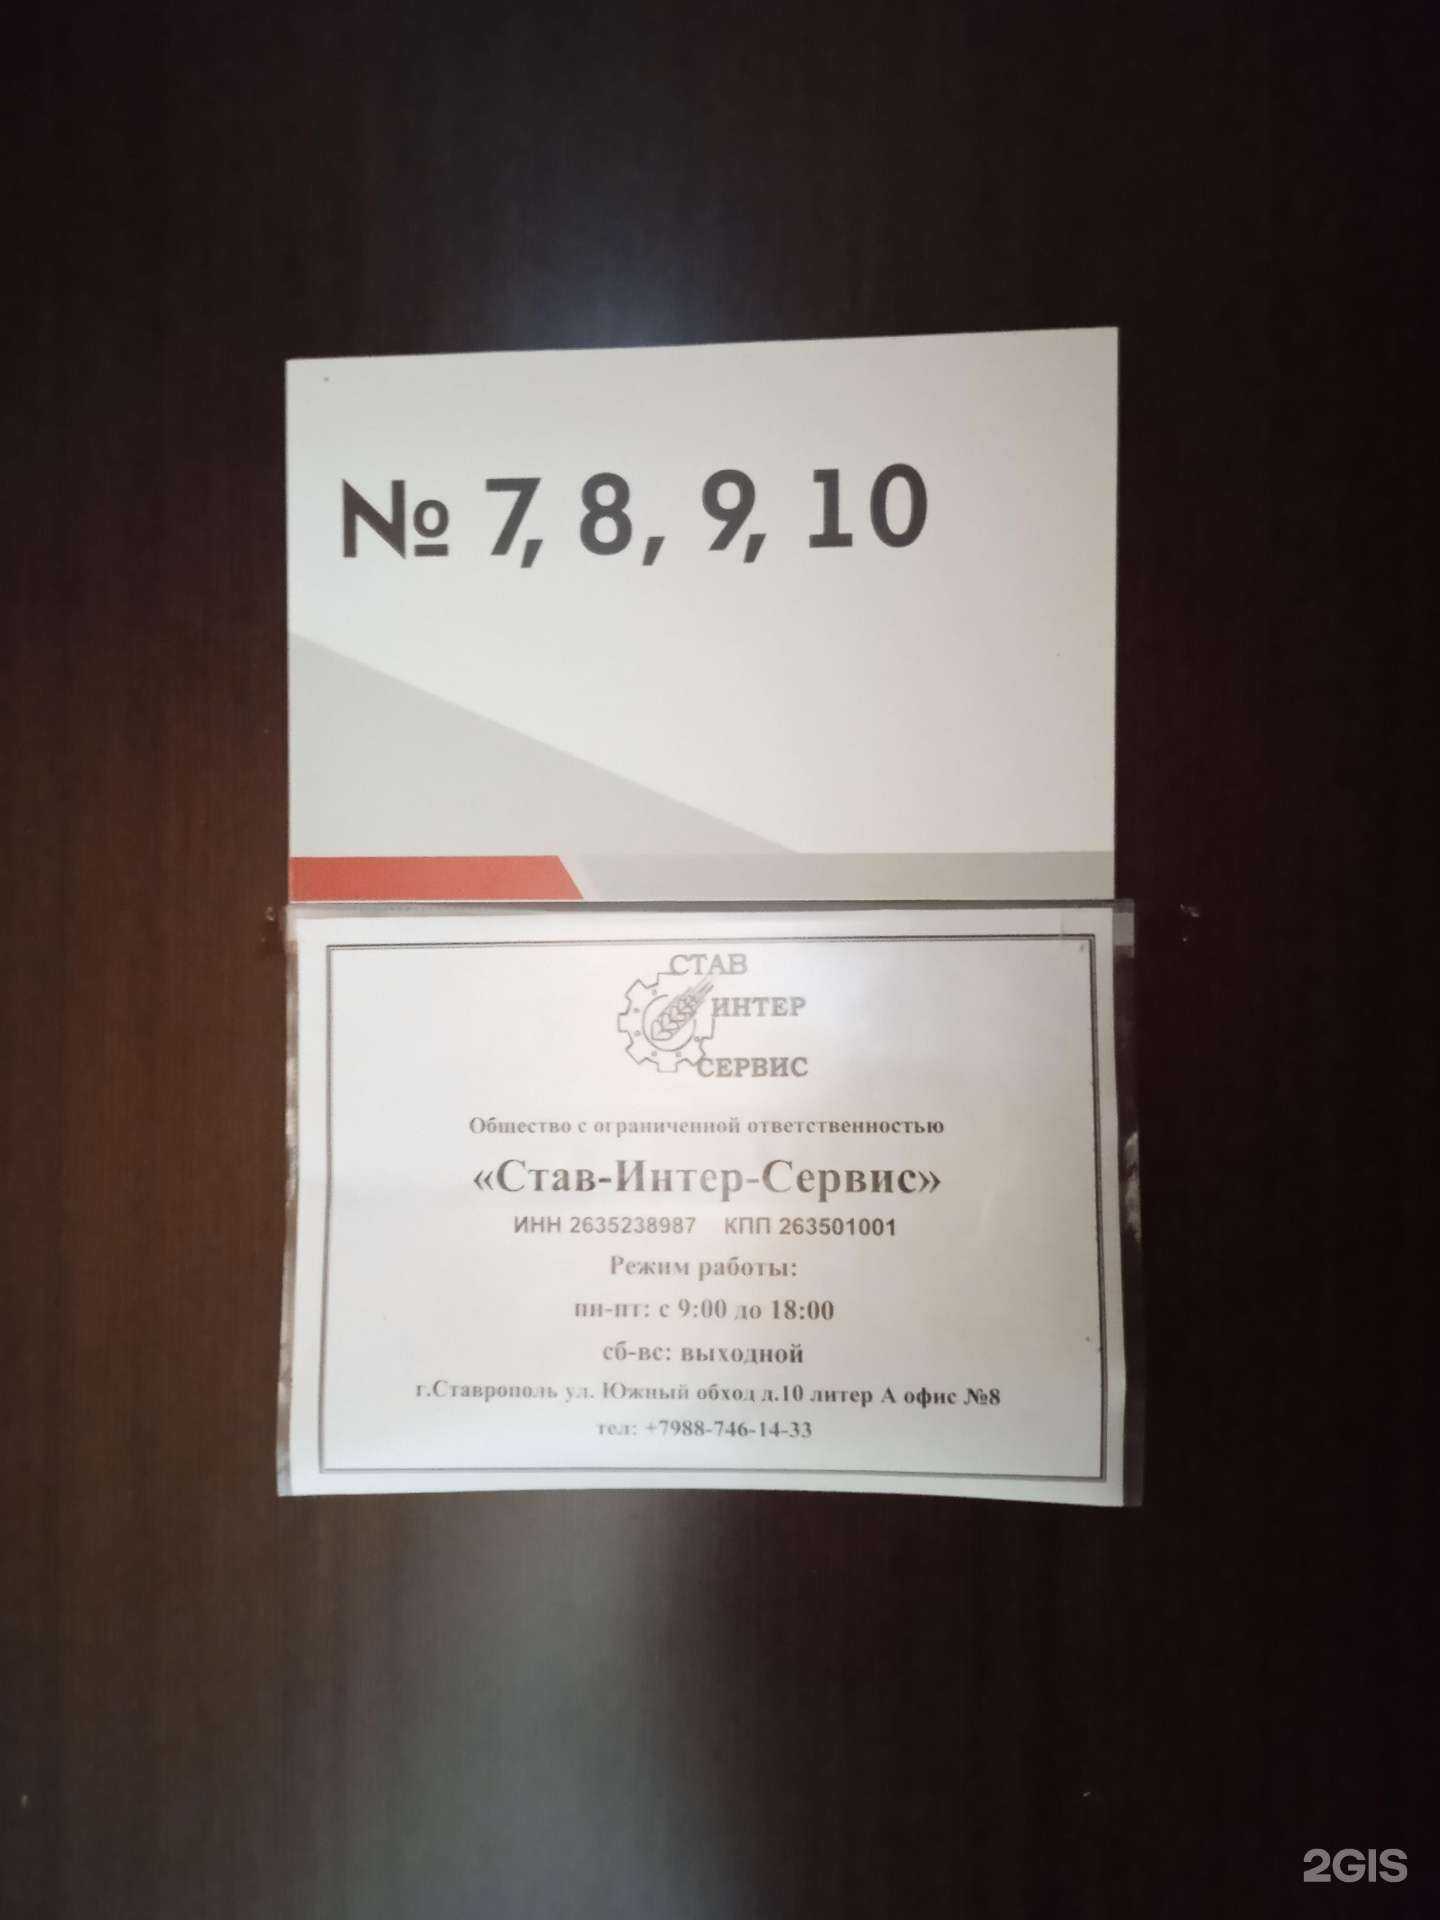 № 7, 8, 9, 10
СТАВ
ИНТЕР
СЕРВИС
Общество с ограниченной ответственностью
«Став-Интер-Сервис»
ИНН 2635238987 КПП 263501001
Режим работы:
пн-пт: с 9:00 до 18:00
сб-вс: выходной
г.Ставрополь ул. Южный обход д.10 литер А офис №8
тел: +7988-746-14-33
2GIS